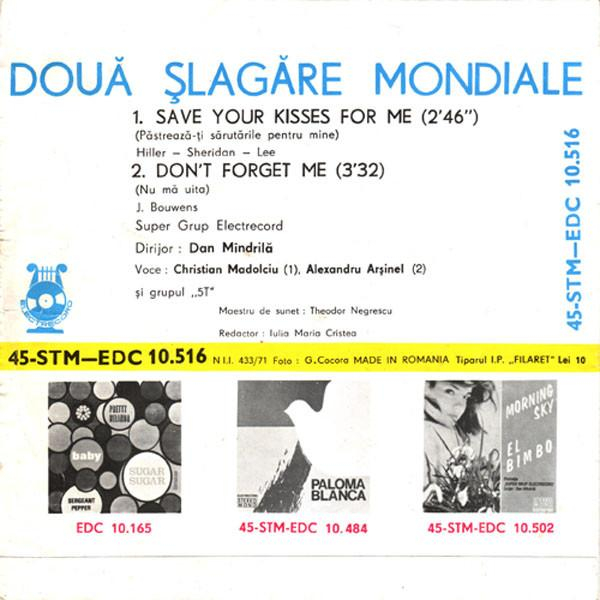 DOUĂ ŞLAGĂRE MONDIALE
1. SAVE YOUR KISSES FOR ME (2'46")
(Păstrează-ţi sărutările pentru mine)
Hiller – Sheridan – Lee
2. DON'T FORGET ME (3'32)
(Nu mă uita)
J. Bouwens
Super Grup Electrecord
Dirijor : Dan Mindrilă
Voce : Christian Madolciu (1), Alexandru Arşinel (2)
şi grupul „5T"
Maestru de sunet : Theodor Negrescu
Redactor : Iulia Maria Cristea
45-STM—EDC 10.516
ELECTRECORD
45-STM—EDC 10.516 N I.I. 433/71 Foto : G. Cocora MADE IN ROMANIA Tiparul I.P. „FILARET" Lei 10
PROFET
baby
SUGAR
SUGAR
SERGEANT
PEPPER
EDC 10.165
PALOMA
BLANCA
STEREO
MONO
45-STM-EDC 10.484
MORNING
SKY
EL
BIMBO
45-STM-EDC 10.502